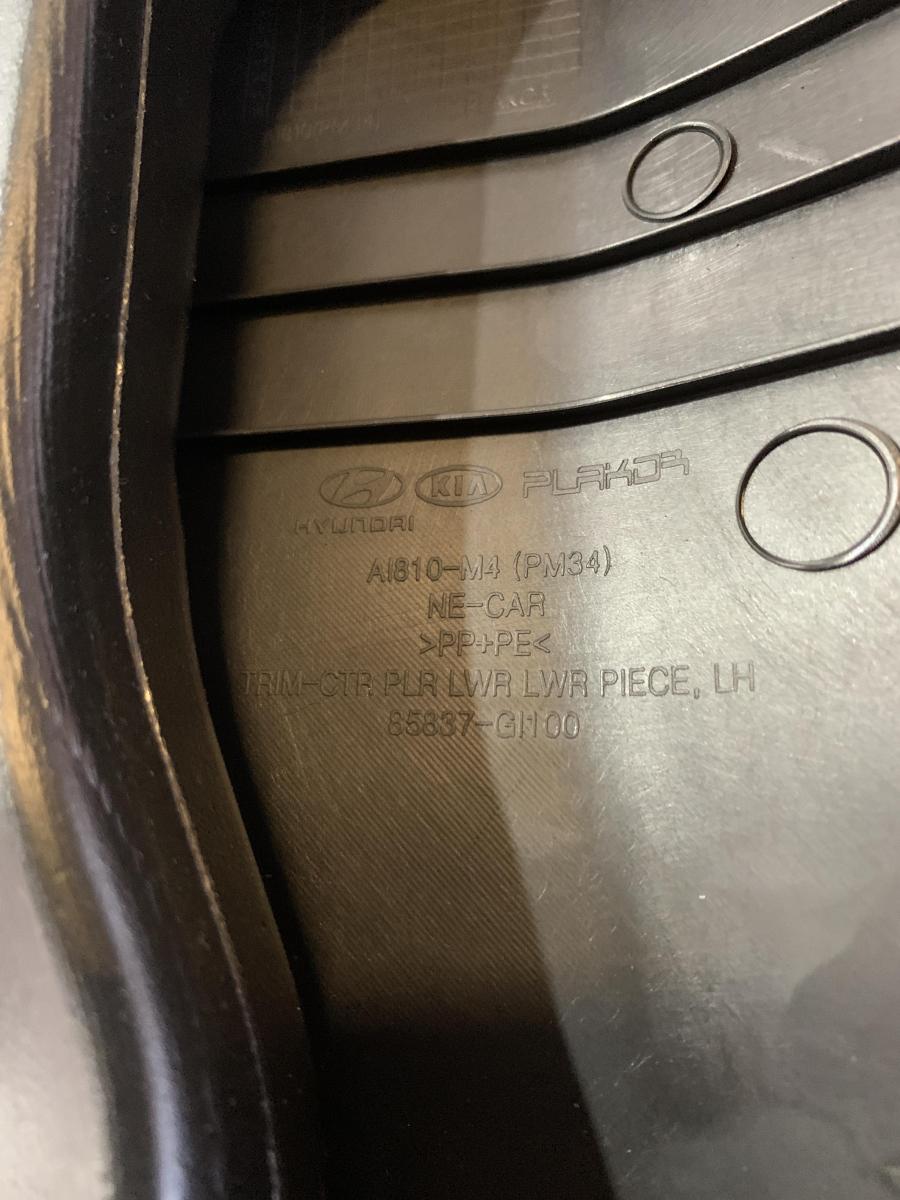 KIA PLAKOR
HYUNDAI
AI810-M4 (PM34)
NE-CAR
>PP+PE<
TRIM-CTR PLR LWR LWR PIECE, LH
85837-GI100